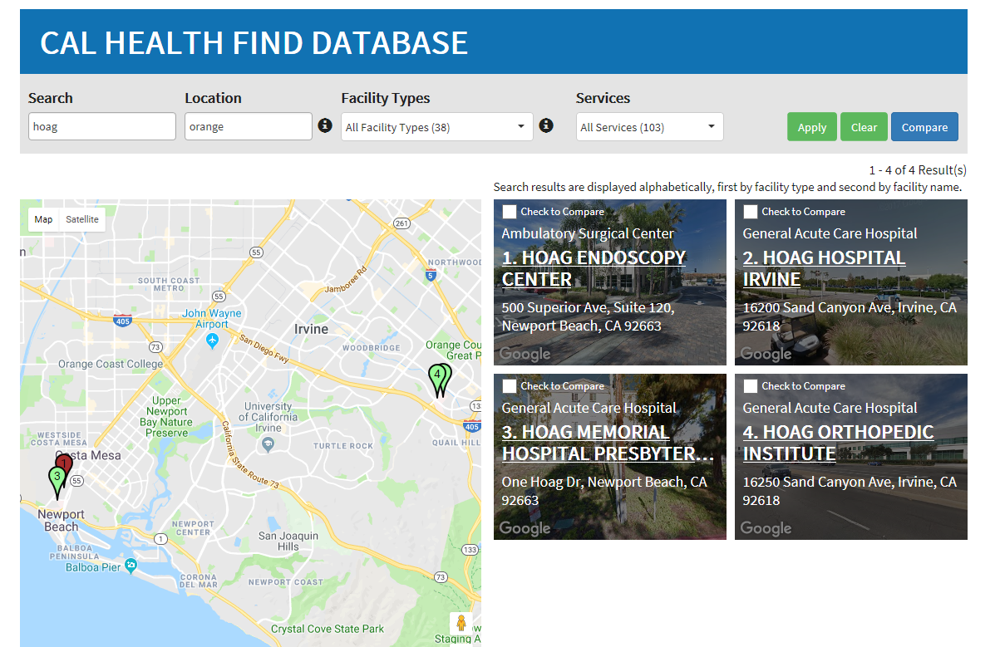 CAL HEALTH FIND DATABASE
Search
Location
Facility Types
Services
hoag
orange
All Facility Types (38)
All Services (103)
Apply
Clear
Compare
1 - 4 of 4 Result(s)
Search results are displayed alphabetically, first by facility type and second by facility name.
Map
Satellite
261
55
NORTHWOOD
5
Jamboree Rd
SOUTH COAST
METRO
55
405
John Wayne
Airport
Irvine
73
San Diego Fwy
WOODBRIDGE
Orange Cou
Great P
Orange Coast College
4
133
405
Upper
Newport
Bay Nature
Preserve
University
of California
Irvine
California State Route 73
TURTLE ROCK
QUAIL HILL
WESTSIDE
COSTA MESA
Costa Mesa
1
3
55
Newport
Beach
NEWPORT
CENTER
1
San Joaquin
Hills
BALBOA
PENINSULA
133
Balboa Pier
CORONA
DEL MAR
NEWPORT COAST
73
Crystal Cove State Park
Staging A
Check to Compare
Ambulatory Surgical Center
1. HOAG ENDOSCOPY
CENTER
500 Superior Ave, Suite 120,
Newport Beach, CA 92663
Google
Check to Compare
General Acute Care Hospital
2. HOAG HOSPITAL
IRVINE
16200 Sand Canyon Ave, Irvine, CA
92618
Google
Check to Compare
General Acute Care Hospital
3. HOAG MEMORIAL
HOSPITAL PRESBYTER...
One Hoag Dr, Newport Beach, CA
92663
Google
Check to Compare
General Acute Care Hospital
4. HOAG ORTHOPEDIC
INSTITUTE
16250 Sand Canyon Ave, Irvine, CA
92618
Google